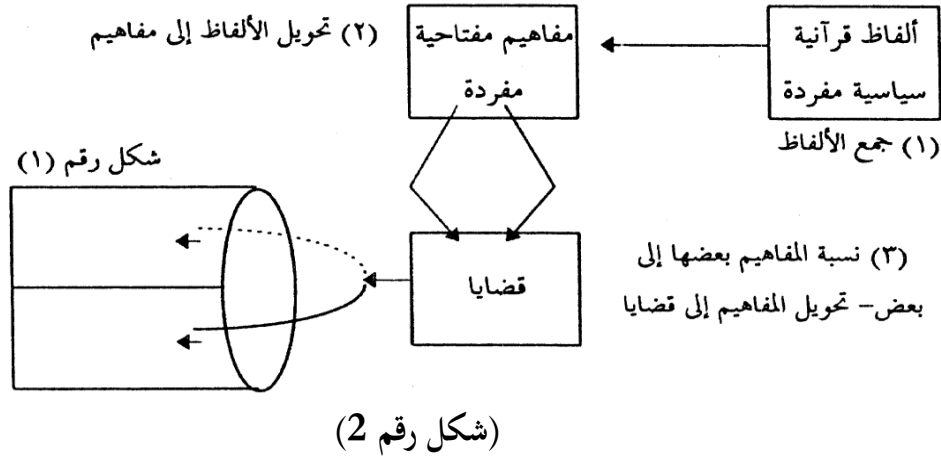 ألفاظ قرآنية
سياسية مفردة
(١) جمع الألفاظ
مفاهيم مفتاحية
مفردة
(٢) تحويل الألفاظ إلى مفاهيم
(٣) نسبة المفاهيم بعضها إلى
بعض– تحويل المفاهيم إلى قضايا
قضايا
شكل رقم (١)
(شكل رقم 2)